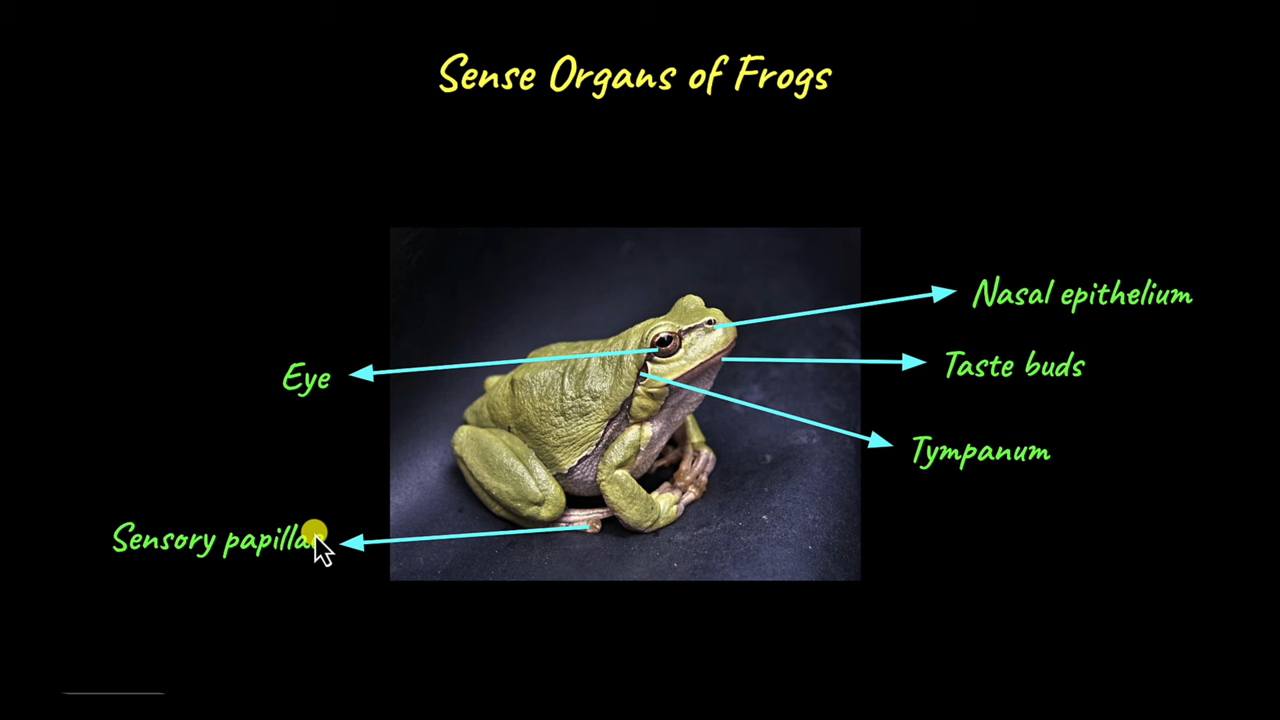 Sense Organs of Frogs
Nasal epithelium
Taste buds
Eye
Tympanum
Sensory